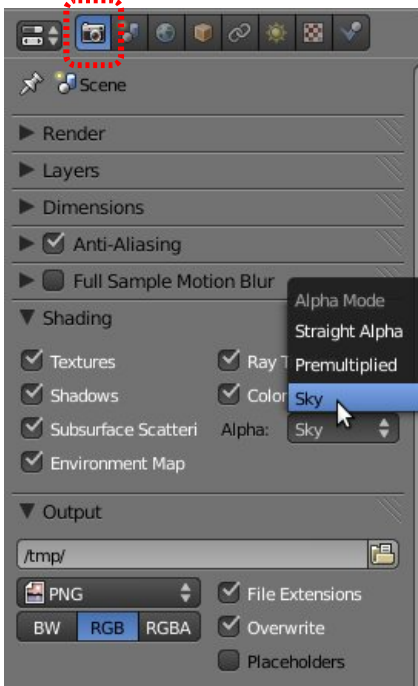 Scene
Render
Layers
Dimensions
Anti-Aliasing
Full Sample Motion Blur
Alpha Mode
Straight Alpha
Premultiplied
Sky
Shading
Textures
Ray T
Shadows
Color
Subsurface Scatteri
Alpha: Sky
Environment Map
Output
/tmp/
PNG
File Extensions
BW RGB RGBA
Overwrite
Placeholders